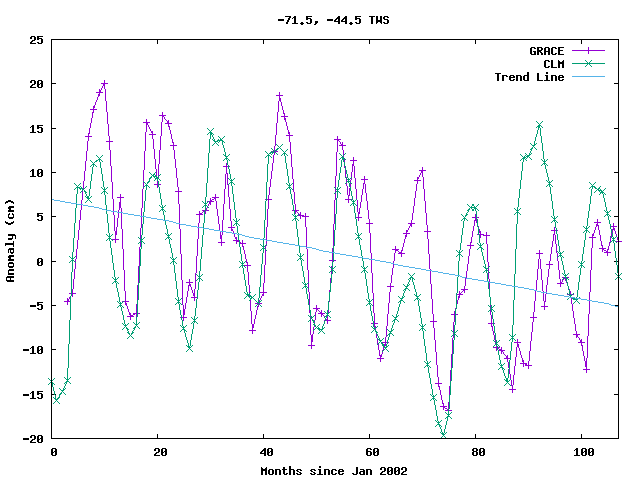 -71.5, -44.5 TWS
GRACE
CLM
Trend Line
25
20
15
10
5
0
-5
-10
-15
-20
Anomaly (cm)
0 20 40 60 80 100
Months since Jan 2002